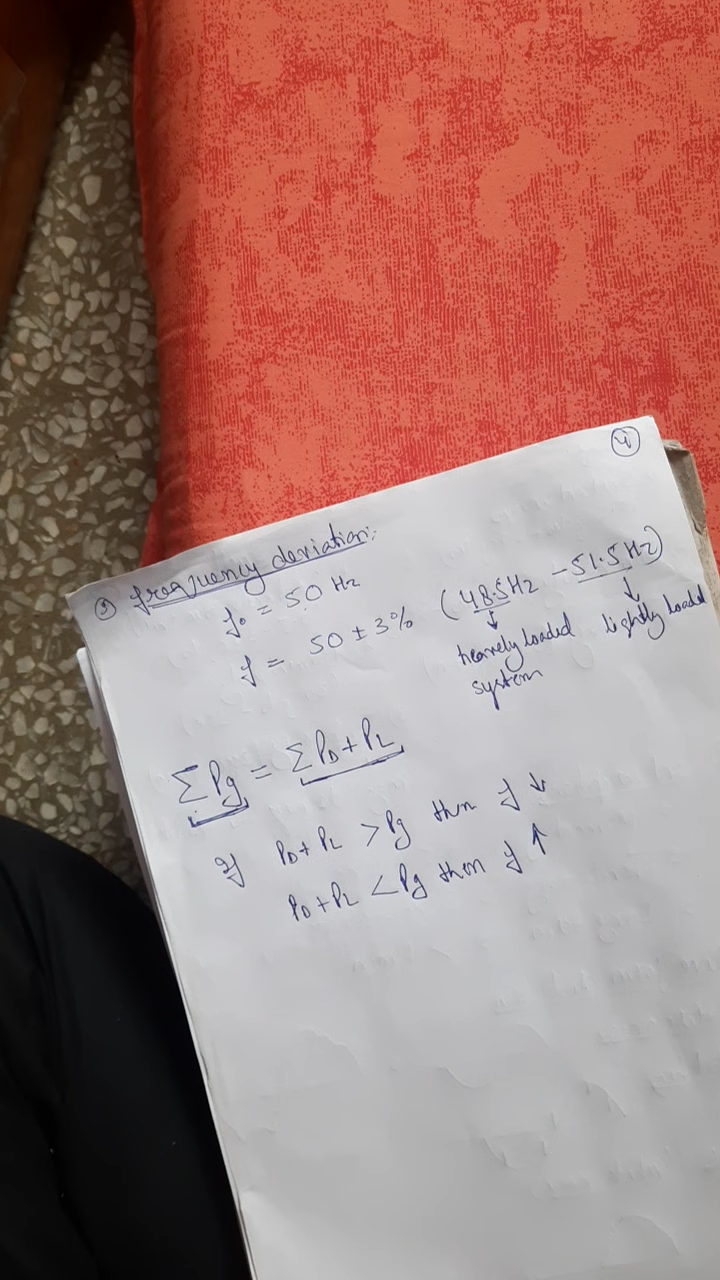 4
③ frequency deviation:
f₀ = 50 Hz
f = 50 ± 3% (48.5Hz - 51.5Hz)
↓ ↓
heavely loaded lightly loaded
system
ΣPg = ΣPD + PL
If PD + PL > Pg then f ↓
PD + PL < Pg then f ↑